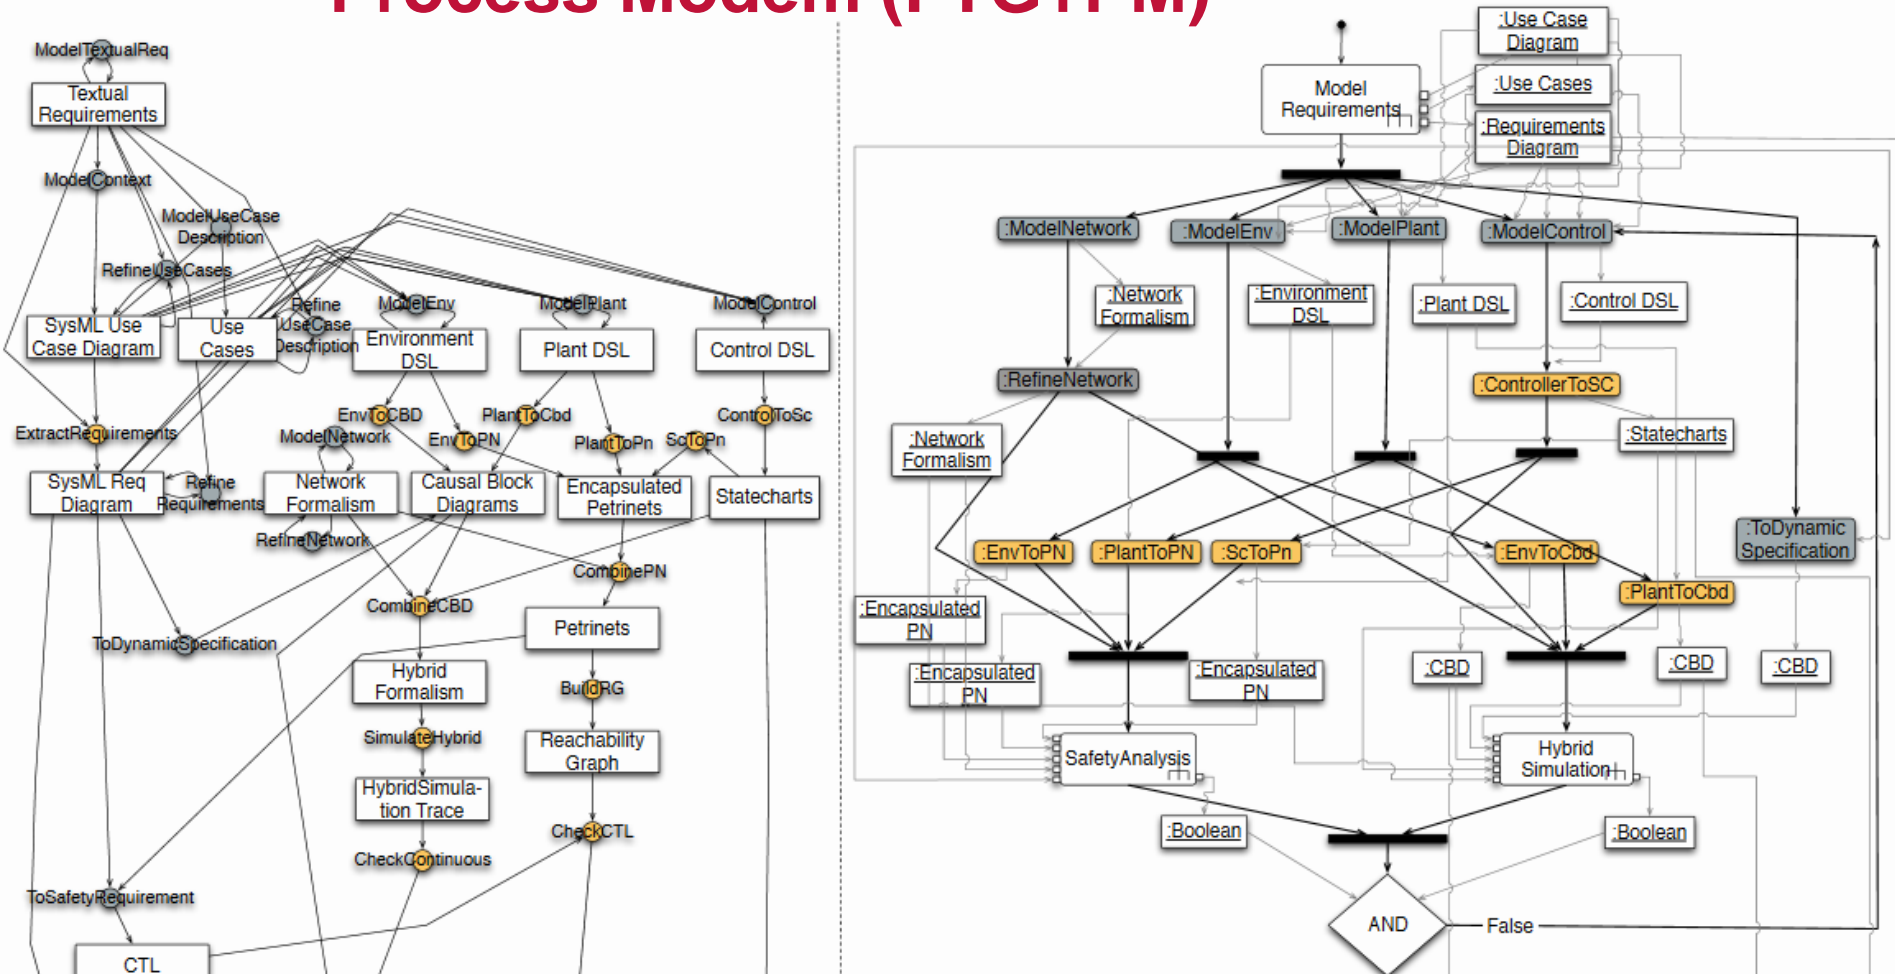 Process Modem (FTG+PM)
ModelTextualReq
Textual
Requirements
ModelContext
ModelUseCase
Description
RefineUseCases
SysML Use
Case Diagram
Use
Cases
Refine
UseCase
Description
ModelEnv
Environment
DSL
ModelPlant
Plant DSL
ModelControl
Control DSL
ExtractRequirements
EnvToCBD
ModelNetwork
EnvToPN
PlantToCbd
PlantToPn
ScToPn
ControlToSc
SysML Req
Diagram
Refine
Requirements
Network
Formalism
Causal Block
Diagrams
Encapsulated
Petrinets
Statecharts
RefineNetwork
CombinePN
CombineCBD
ToDynamicSpecification
Petrinets
Hybrid
Formalism
BuildRG
SimulateHybrid
Reachability
Graph
HybridSimula-
tion Trace
CheckCTL
CheckContinuous
ToSafetyRequirement
CTL
:Use Case
Diagram
Model
Requirements
:Use Cases
:Requirements
Diagram
:ModelNetwork
:ModelEnv
:ModelPlant
:ModelControl
:Network
Formalism
:Environment
DSL
:Plant DSL
:Control DSL
:RefineNetwork
:ControllerToSC
:Network
Formalism
:Statecharts
:EnvToPN
:PlantToPN
:ScToPn
:EnvToCbd
:ToDynamic
Specification
:PlantToCbd
:Encapsulated
PN
:Encapsulated
PN
:Encapsulated
PN
:CBD
:CBD
:CBD
SafetyAnalysis
Hybrid
Simulation
:Boolean
:Boolean
AND
False